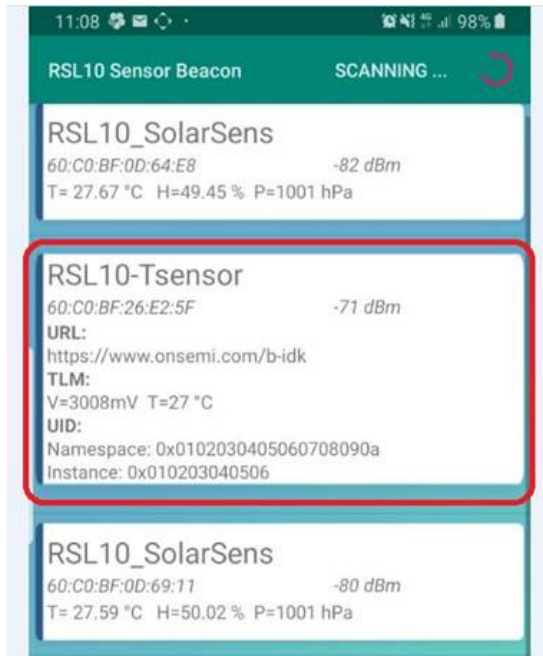 11:08
98%
RSL10 Sensor Beacon SCANNING ...
RSL10_SolarSens
60:C0:BF:0D:64:E8 -82 dBm
T= 27.67 °C H=49.45 % P=1001 hPa
RSL10-Tsensor
60:C0:BF:26:E2:5F -71 dBm
URL:
https://www.onsemi.com/b-idk
TLM:
V=3008mV T=27 °C
UID:
Namespace: 0x0102030405060708090a
Instance: 0x010203040506
RSL10_SolarSens
60:C0:BF:0D:69:11 -80 dBm
T= 27.59 °C H=50.02 % P=1001 hPa